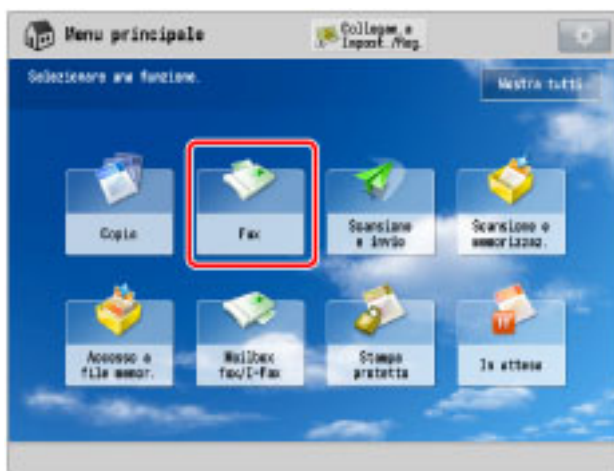 Menu principale
Collegam. a
Impost./Reg.
Selezionare una funzione.
Mostra tutti
Copia
Fax
Scansione
e invio
Scansione e
memorizzaz.
Accesso a
file memor.
Mailbox
fax/I-Fax
Stampa
protetta
In attesa